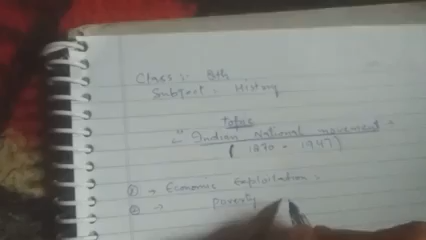 Class :- 8th
Subject : History
Topic
" Indian National movement "
( 1870 - 1947)
① → Economic Exploitation.
② → Poverty